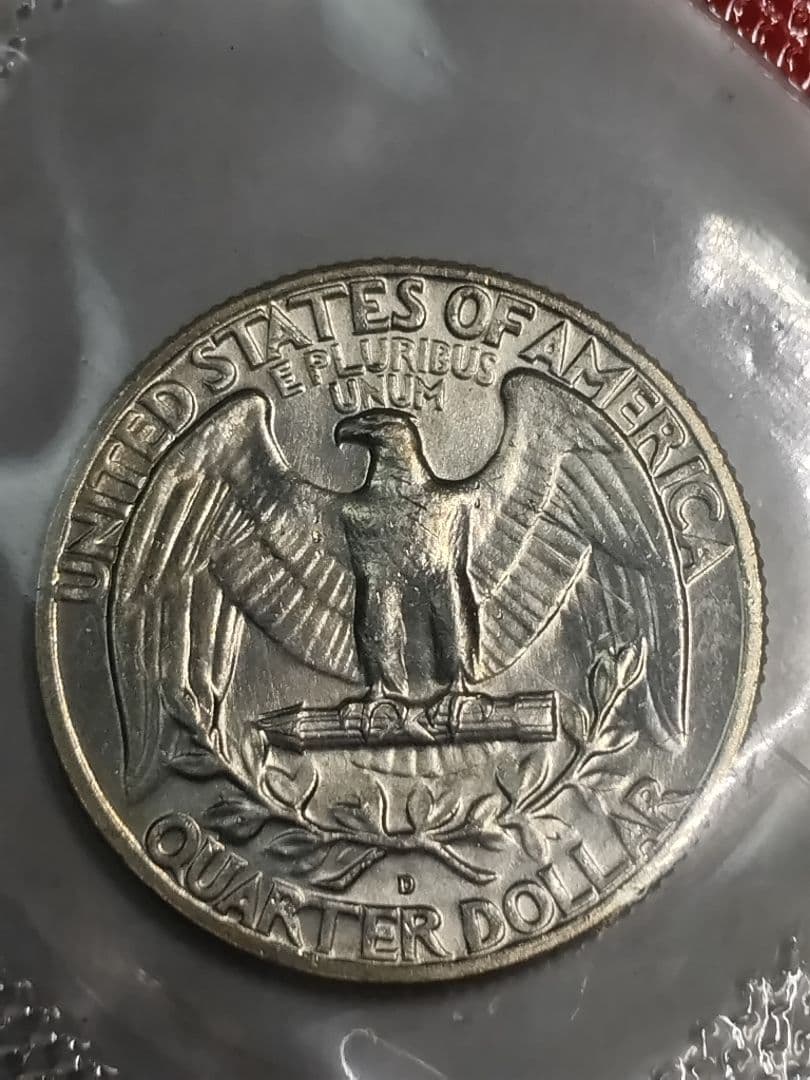 UNITED STATES OF AMERICA
E PLURIBUS
UNUM
D
QUARTER DOLLAR